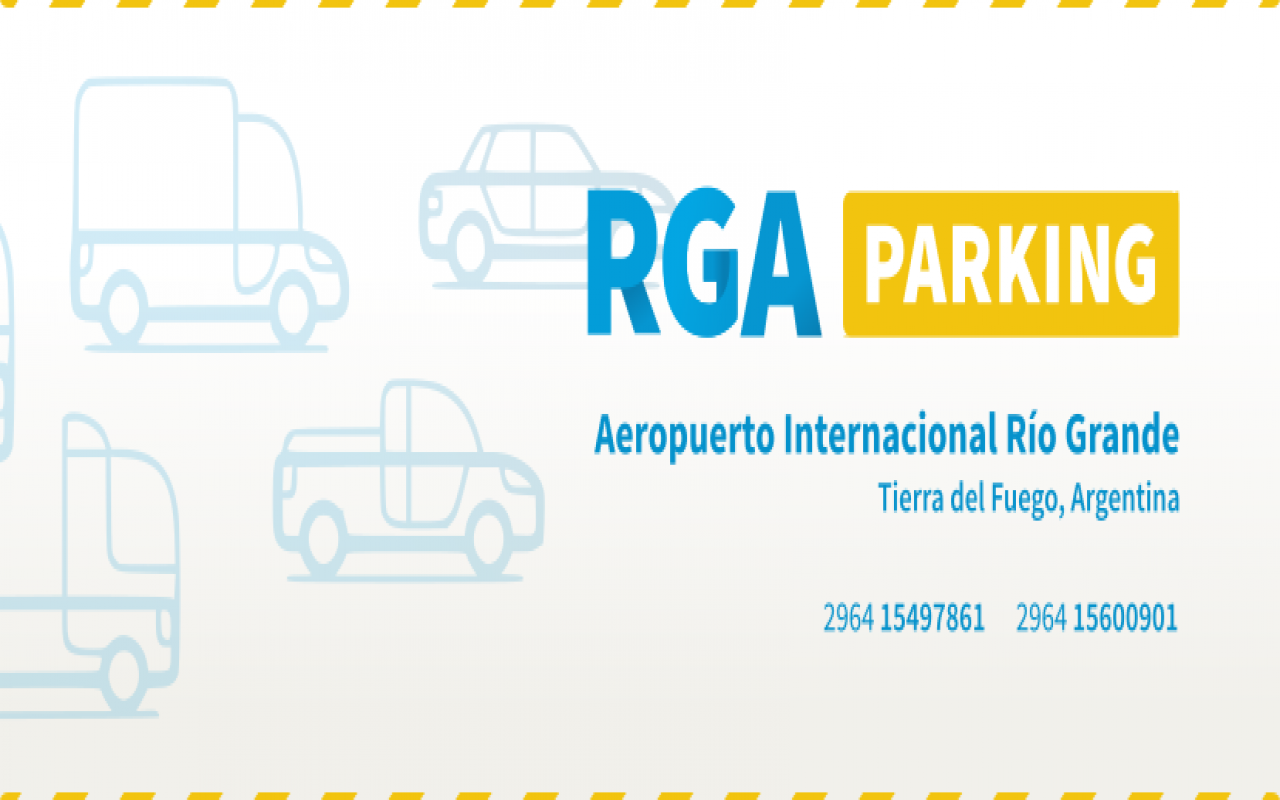 RGA PARKING
Aeropuerto Internacional Río Grande
Tierra del Fuego, Argentina
2964 15497861 2964 15600901